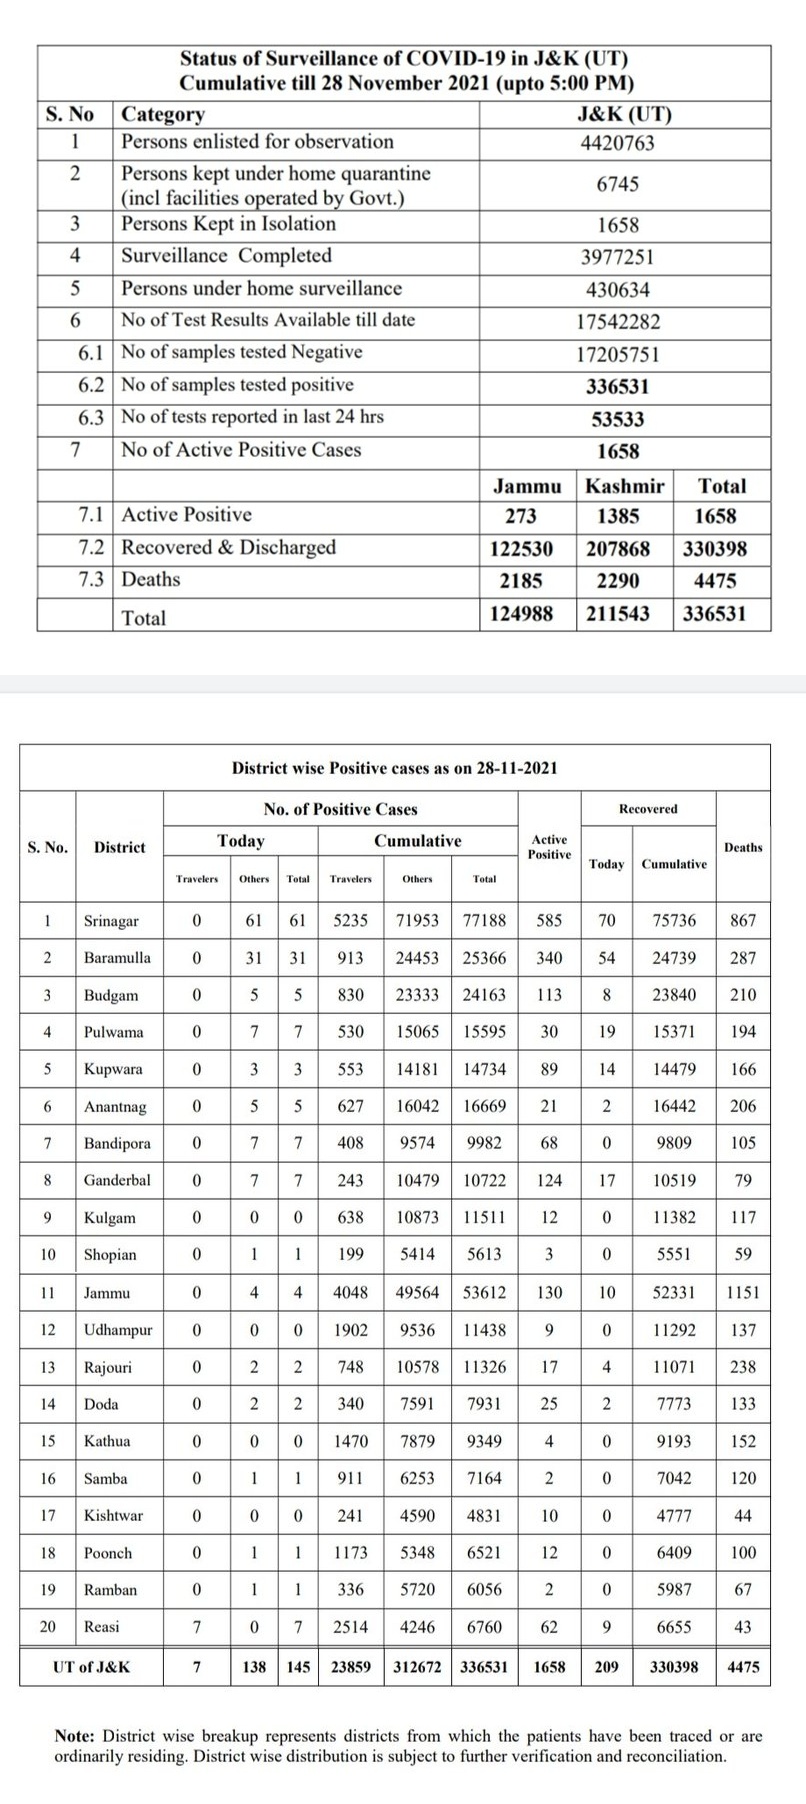 Status of Surveillance of COVID-19 in J&K (UT)
Cumulative till 28 November 2021 (upto 5:00 PM)
S. No Category J&K (UT)
1 Persons enlisted for observation 4420763
2 Persons kept under home quarantine
(incl facilities operated by Govt.) 6745
3 Persons Kept in Isolation 1658
4 Surveillance Completed 3977251
5 Persons under home surveillance 430634
6 No of Test Results Available till date 17542282
6.1 No of samples tested Negative 17205751
6.2 No of samples tested positive 336531
6.3 No of tests reported in last 24 hrs 53533
7 No of Active Positive Cases 1658
Jammu Kashmir Total
7.1 Active Positive 273 1385 1658
7.2 Recovered & Discharged 122530 207868 330398
7.3 Deaths 2185 2290 4475
Total 124988 211543 336531
District wise Positive cases as on 28-11-2021
S. No. District No. of Positive Cases Active Positive Recovered Deaths
Today Cumulative Today Cumulative
Travelers Others Total Travelers Others Total
1 Srinagar 0 61 61 5235 71953 77188 585 70 75736 867
2 Baramulla 0 31 31 913 24453 25366 340 54 24739 287
3 Budgam 0 5 5 830 23333 24163 113 8 23840 210
4 Pulwama 0 7 7 530 15065 15595 30 19 15371 194
5 Kupwara 0 3 3 553 14181 14734 89 14 14479 166
6 Anantnag 0 5 5 627 16042 16669 21 2 16442 206
7 Bandipora 0 7 7 408 9574 9982 68 0 9809 105
8 Ganderbal 0 7 7 243 10479 10722 124 17 10519 79
9 Kulgam 0 0 0 638 10873 11511 12 0 11382 117
10 Shopian 0 1 1 199 5414 5613 3 0 5551 59
11 Jammu 0 4 4 4048 49564 53612 130 10 52331 1151
12 Udhampur 0 0 0 1902 9536 11438 9 0 11292 137
13 Rajouri 0 2 2 748 10578 11326 17 4 11071 238
14 Doda 0 2 2 340 7591 7931 25 2 7773 133
15 Kathua 0 0 0 1470 7879 9349 4 0 9193 152
16 Samba 0 1 1 911 6253 7164 2 0 7042 120
17 Kishtwar 0 0 0 241 4590 4831 10 0 4777 44
18 Poonch 0 1 1 1173 5348 6521 12 0 6409 100
19 Ramban 0 1 1 336 5720 6056 2 0 5987 67
20 Reasi 7 0 7 2514 4246 6760 62 9 6655 43
UT of J&K 7 138 145 23859 312672 336531 1658 209 330398 4475
Note: District wise breakup represents districts from which the patients have been traced or are
ordinarily residing. District wise distribution is subject to further verification and reconciliation.